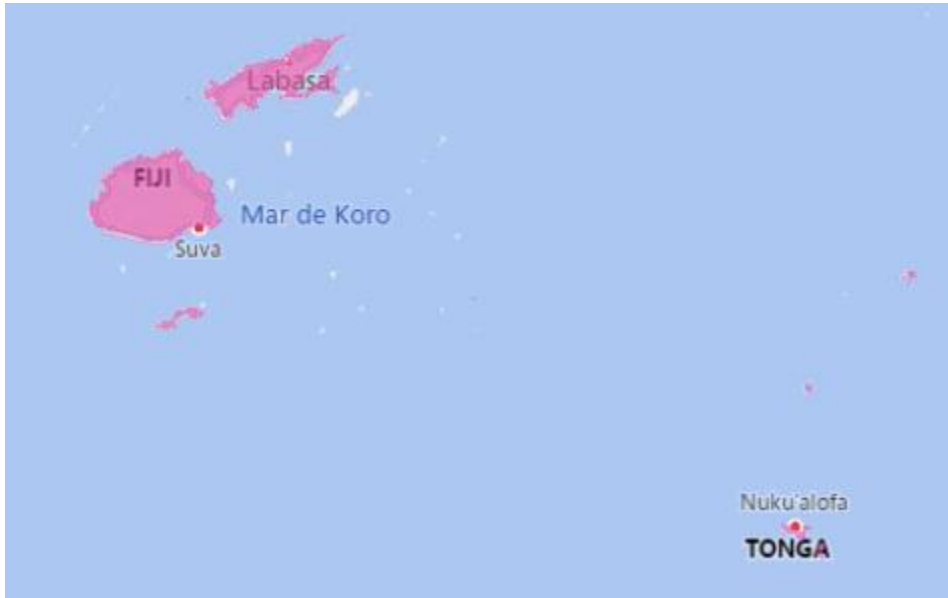 Labasa
FIJI
Mar de Koro
Suva
Nuku'alofa
TONGA